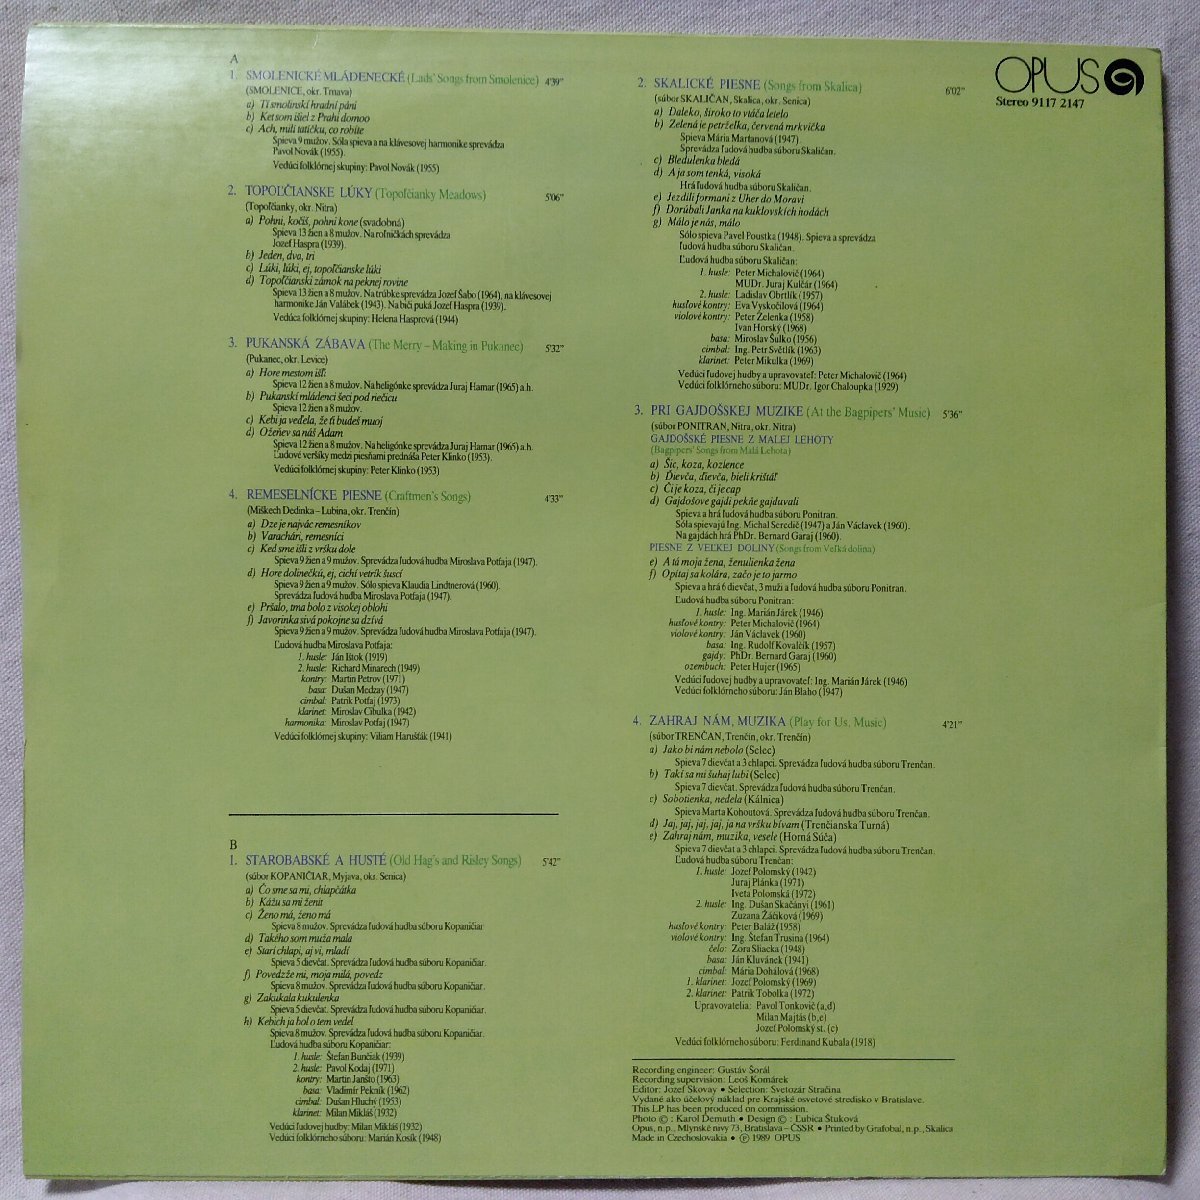 A
1. SMOLENICKÉ MLÁDENECKÉ (Lads' Songs from Smolenice) 4'39"
(SMOLENICE, okr. Trnava)
a) Tí smolinskí hradní páni
b) Ket som išiel z Prahi domoo
c) Ach, milí tatíčku, co robíte
Spieva 9 mužov. Sóla spieva a na klávesovej harmonike sprevádza
Pavol Novák (1955).
Vedúci folklórnej skupiny: Pavol Novák (1955)
2. TOPOĽČIANSKE LÚKY (Topoľčianky Meadows) 5'06"
(Topoľčianky, okr. Nitra)
a) Pohni, kočiš, pohni kone (svadobná)
Spieva 13 žien a 8 mužov. Na roľničkách sprevádza
Jozef Haspra (1939).
b) Jeden, dva, tri
c) Lúki, lúki, ej, topoľčianske lúki
d) Topoľčianski zámok na peknej rovine
Spieva 13 žien a 8 mužov. Na trúbke sprevádza Jozef Šabo (1964), na klávesovej
harmonike Ján Valábek (1943). Na biči puká Jozef Haspra (1939).
Vedúca folklórnej skupiny: Helena Hasprová (1944)
3. PUKANSKÁ ZÁBAVA (The Merry – Making in Pukanec) 5'32"
(Pukanec, okr. Levice)
a) Hore mestom išľi
Spieva 12 žien a 8 mužov. Na heligónke sprevádza Juraj Hamar (1965) a.h.
b) Pukanskí mládenci šeci pod riečicu
Spieva 12 žien a 8 mužov.
c) Kebi ja veďela, že ťi budeš muoj
d) Ožeňev sa náš Adam
Spieva 12 žien a 8 mužov. Na heligónke sprevádza Juraj Hamar (1965) a.h.
Ľudové veršíky medzi piesňami prednáša Peter Klinko (1953).
Vedúci folklórnej skupiny: Peter Klinko (1953)
4. REMESELNÍCKE PIESNE (Craftmen's Songs) 4'33"
(Miškech Dedinka – Lubina, okr. Trenčín)
a) Dze je najvác remesníkov
b) Varachári, remesníci
c) Ked sme išli z vršku dole
Spieva 9 žien a 9 mužov. Sprevádza ľudová hudba Miroslava Potfaja (1947).
d) Hore dolinečkú, ej, cichí vetrík šuscí
Spieva 9 žien a 9 mužov. Sólo spieva Klaudia Lindtnerová (1960).
Sprevádza ľudová hudba Miroslava Potfaja (1947).
e) Pršalo, tma bolo z visokej oblohi
f) Javorinka sivá pokojne sa dzívá
Spieva 9 žien a 9 mužov. Sprevádza ľudová hudba Miroslava Potfaja (1947).
Ľudová hudba Miroslava Potfaja:
1. husle: Ján Ištok (1919)
2. husle: Richard Minarech (1949)
kontry: Martin Petrov (1971)
basa: Dušan Medzay (1947)
cimbal: Patrik Potfaj (1973)
klarinet: Miroslav Cibulka (1942)
harmonika: Miroslav Potfaj (1947)
Vedúci folklórnej skupiny: Viliam Harušťák (1941)
B
1. STAROBABSKÉ A HUSTÉ (Old Hag's and Risley Songs) 5'42"
(súbor KOPANIČIAR, Myjava, okr. Senica)
a) Čo sme sa mi, chlapčátka
b) Kážu sa mi ženit
c) Ženo má, ženo má
Spieva 8 mužov. Sprevádza ľudová hudba súboru Kopaničiar
d) Takého som muža mala
e) Starí chlapi, aj vi, mladí
Spieva 5 dievčat. Sprevádza ľudová hudba súboru Kopaničiar.
f) Povedzže mi, moja milá, povedz
Spieva 8 mužov. Sprevádza ľudová hudba súboru Kopaničiar.
g) Zakukala kukulenka
Spieva 5 dievčat. Sprevádza ľudová hudba súboru Kopaničiar.
h) Kebich ja bol o tem vedel
Spieva 8 mužov. Sprevádza ľudová hudba súboru Kopaničiar.
Ľudová hudba súboru Kopaničiar:
1. husle: Štefan Bunčiak (1939)
2. husle: Pavol Kodaj (1971)
kontry: Martin Janšto (1963)
basa: Vladimír Pekník (1962)
cimbal: Dušan Hluchý (1953)
klarinet: Milan Mikláš (1932)
Vedúci ľudovej hudby: Milan Mikláš (1932)
Vedúci folklórneho súboru: Marián Kosík (1948)
OPUS
Stereo 9117 2147
2. SKALICKÉ PIESNE (Songs from Skalica) 6'02"
(súbor SKALIČAN, Skalica, okr. Senica)
a) Daleko, široko to vtáča letelo
b) Zelená je petrželka, červená mrkvička
Spieva Mária Martanová (1947).
Sprevádza ľudová hudba súboru Skaličan.
c) Bledulenka bledá
d) A ja som tenká, visoká
Hrá ľudová hudba súboru Skaličan.
e) Jezdili formani z Uher do Moravi
f) Dorúbali Janka na kuklovskích hodách
g) Málo je nás, málo
Sólo spieva Pavel Poustka (1948). Spieva a sprevádza
ľudová hudba súboru Skaličan.
Ľudová hudba súboru Skaličan:
1. husle: Peter Michalovič (1964)
MUDr. Juraj Kulčár (1964)
2. husle: Ladislav Obrtlík (1957)
husľové kontry: Eva Vyskočilová (1964)
violové kontry: Peter Zelenka (1958)
Ivan Horský (1968)
basa: Miroslav Šulko (1956)
cimbal: Ing. Petr Světlík (1963)
klarinet: Peter Mikulka (1969)
Vedúci ľudovej hudby a upravovateľ: Peter Michalovič (1964)
Vedúci folklórneho súboru: MUDr. Igor Chaloupka (1929)
3. PRI GAJDOŠSKEJ MUZIKE (At the Bagpipers' Music) 5'36"
(súbor PONITRAN, Nitra, okr. Nitra)
GAJDOŠSKÉ PIESNE Z MALEJ LEHOTY
(Bagpipers' Songs from Malá Lehota)
a) Šic, koza, kozience
b) Ďievča, ďievča, bieli krištáľ
c) Či je koza, či je cap
d) Gajdošove gajdi pekňe gajduvali
Spieva a hrá ľudová hudba súboru Ponitran.
Sóla spievajú Ing. Michal Seredič (1947) a Ján Václavek (1960).
Na gajdách hrá PhDr. Bernard Garaj (1960).
PIESNE Z VEĽKEJ DOLINY (Songs from Veľká dolina)
e) A tá moja žena, ženulienka žena
f) Opitaj sa kolára, začo je to jarmo
Spieva a hrá 6 dievčat, 3 muži a ľudová hudba súboru Ponitran.
Ľudová hudba súboru Ponitran:
1. husle: Ing. Marián Járek (1946)
husľové kontry: Peter Michalovič (1964)
violové kontry: Ján Václavek (1960)
basa: Ing. Rudolf Kovalčík (1957)
gajdy: PhDr. Bernard Garaj (1960)
ozembuch: Peter Hujer (1965)
Vedúci ľudovej hudby a upravovateľ: Ing. Marián Járek (1946)
Vedúci folklórneho súboru: Ján Blaho (1947)
4. ZAHRAJ NÁM, MUZIKA (Play for Us, Music) 4'21"
(súbor TRENČAN, Trenčín, okr. Trenčín)
a) Jako bi nám nebolo (Selec)
Spieva 7 dievčat a 3 chlapci. Sprevádza ľudová hudba súboru Trenčan.
b) Takí sa mi šuhaj ľubi (Selec)
Spieva 7 dievčat. Sprevádza ľudová hudba súboru Trenčan.
c) Sobotienka, nedela (Kálnica)
Spieva Marta Kohoutová. Sprevádza ľudová hudba súboru Trenčan.
d) Jaj, jaj, jaj, jaj, ja na vršku bívam (Trenčianska Turná)
e) Zahraj nám, muzika, vesele (Horná Súča)
Spieva 7 dievčat a 3 chlapci. Sprevádza ľudová hudba súboru Trenčan.
Ľudová hudba súboru Trenčan:
1. husle: Jozef Polomský (1942)
Juraj Plánka (1971)
Iveta Polomská (1972)
2. husle: Ing. Dušan Skačányi (1961)
Zuzana Žáčiková (1969)
husľové kontry: Peter Baláž (1958)
violové kontry: Ing. Štefan Trusina (1964)
čelo: Zora Sliacka (1948)
basa: Ján Kluvánek (1941)
cimbal: Mária Dohálová (1968)
1. klarinet: Jozef Polomský (1969)
2. klarinet: Patrik Tobolka (1972)
Upravovatelia: Pavol Tonkovič (a,d)
Milan Majtás (b,e)
Jozef Polomský st. (c)
Vedúci folklórneho súboru: Ferdinand Kubala (1918)
Recording engineer: Gustáv Šorál
Recording supervision: Leoš Komárek
Editor: Jozef Skovay • Selection: Svetozár Stračina
Vydané ako účelový náklad pre Krajské osvetové stredisko v Bratislave.
This LP has been produced on commission.
Photo © : Karol Demuth • Design © : Ľubica Štuková
Opus, n.p., Mlynské nivy 73, Bratislava – ČSSR • Printed by Grafobal, n.p., Skalica
Made in Czechoslovakia • ℗ 1989 OPUS